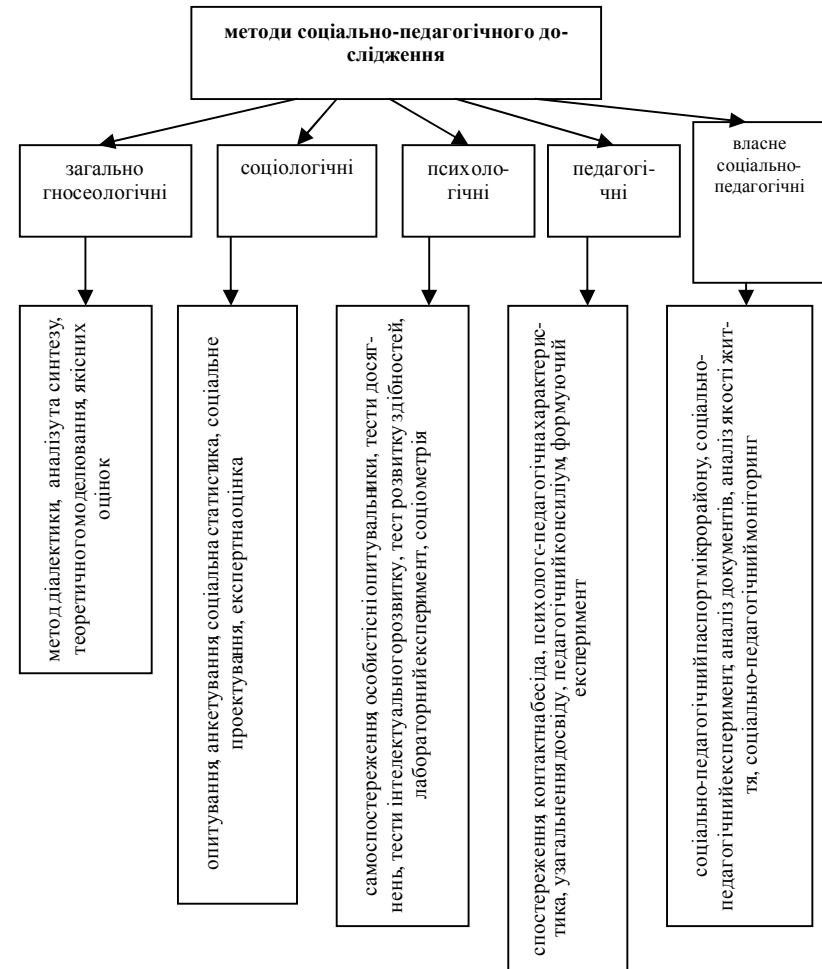 методи соціально-педагогічного до-
слідження
загально
гносеологічні
соціологічні
психоло-
гічні
педагогі-
чні
власне
соціально-
педагогічні
метод діалектики, аналізу та синтезу,
теоретичного моделювання, якісних
оцінок
опитування, анкетування, соціальна статистика, соціальне
проектування, експертна оцінка
самоспостереження, особистісні опитувальники, тести досяг-
нень, тести інтелектуального розвитку, тест розвитку здібностей,
лабораторний експеримент, соціометрія
спостереження, контактна бесіда, психолого-педагогічна характерис-
тика, узагальнення досвіду, педагогічний консиліум, формуючий
експеримент
соціально-педагогічний паспорт мікрорайону, соціально-
педагогічний експеримент, аналіз документів, аналіз якості жит-
тя, соціально-педагогічний моніторинг